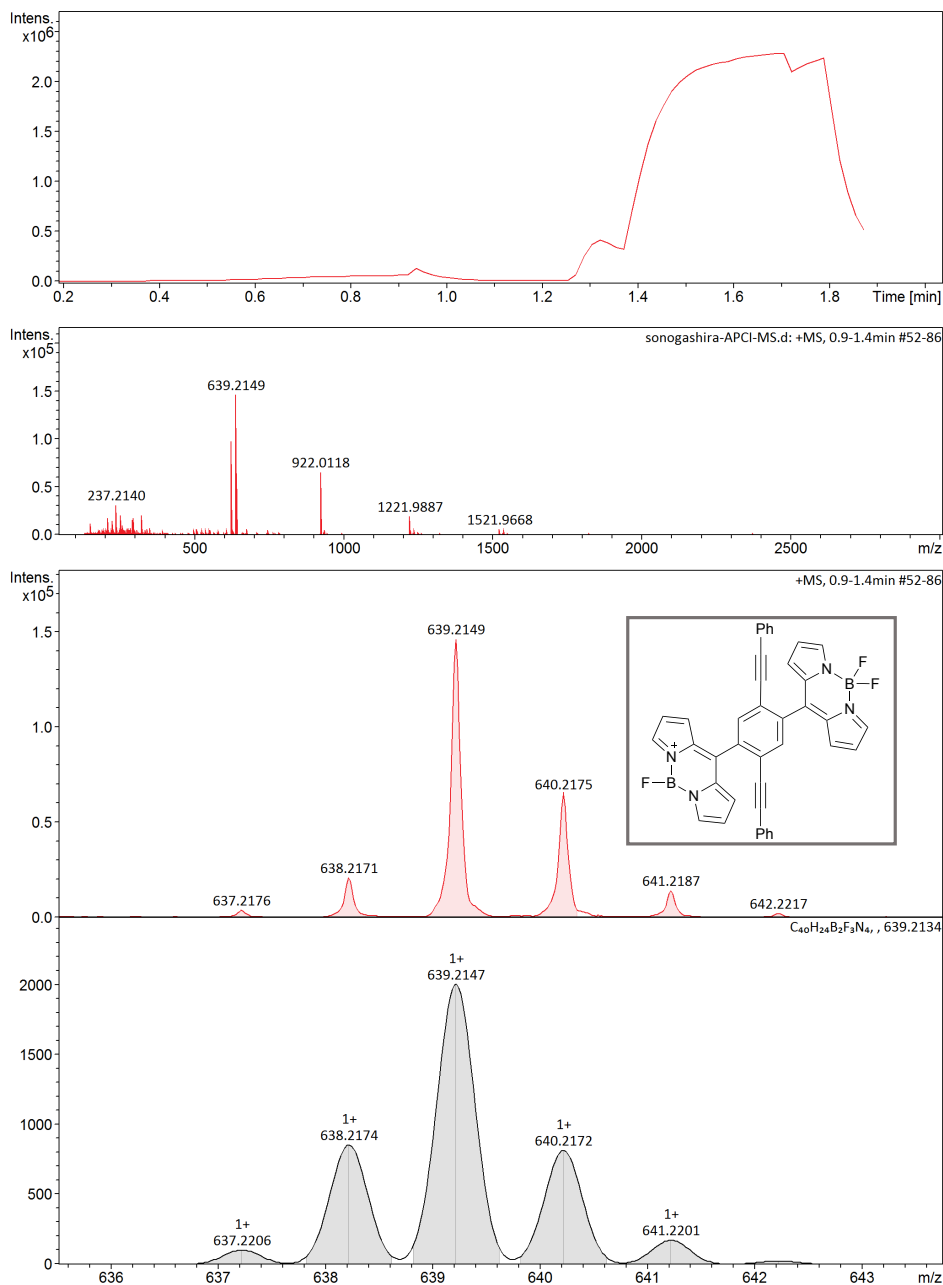 Intens.
x10⁶
2.0
1.5
1.0
0.5
0.0
0.2 0.4 0.6 0.8 1.0 1.2 1.4 1.6 1.8 Time [min]
Intens.
x10⁵
sonogashira-APCI-MS.d: +MS, 0.9-1.4min #52-86
1.5
1.0
0.5
0.0
639.2149
922.0118
237.2140
1221.9887
1521.9668
500 1000 1500 2000 2500 m/z
Intens.
x10⁵
+MS, 0.9-1.4min #52-86
1.5
1.0
0.5
0.0
639.2149
640.2175
638.2171
641.2187
637.2176
642.2217
Ph
N
F
B
F
N
N
+
F
B
N
Ph
C₄₀H₂₄B₂F₃N₄, , 639.2134
2000
1500
1000
500
0
1+
639.2147
1+
638.2174
1+
640.2172
1+
637.2206
1+
641.2201
636 637 638 639 640 641 642 643 m/z